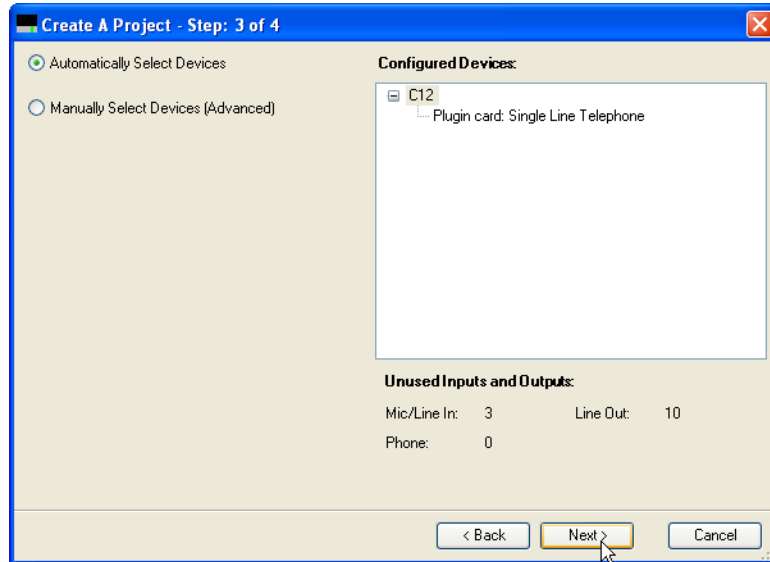 Create A Project - Step: 3 of 4
Automatically Select Devices
Manually Select Devices (Advanced)
Configured Devices:
C12
Plugin card: Single Line Telephone
Unused Inputs and Outputs:
Mic/Line In: 3 Line Out: 10
Phone: 0
< Back Next > Cancel